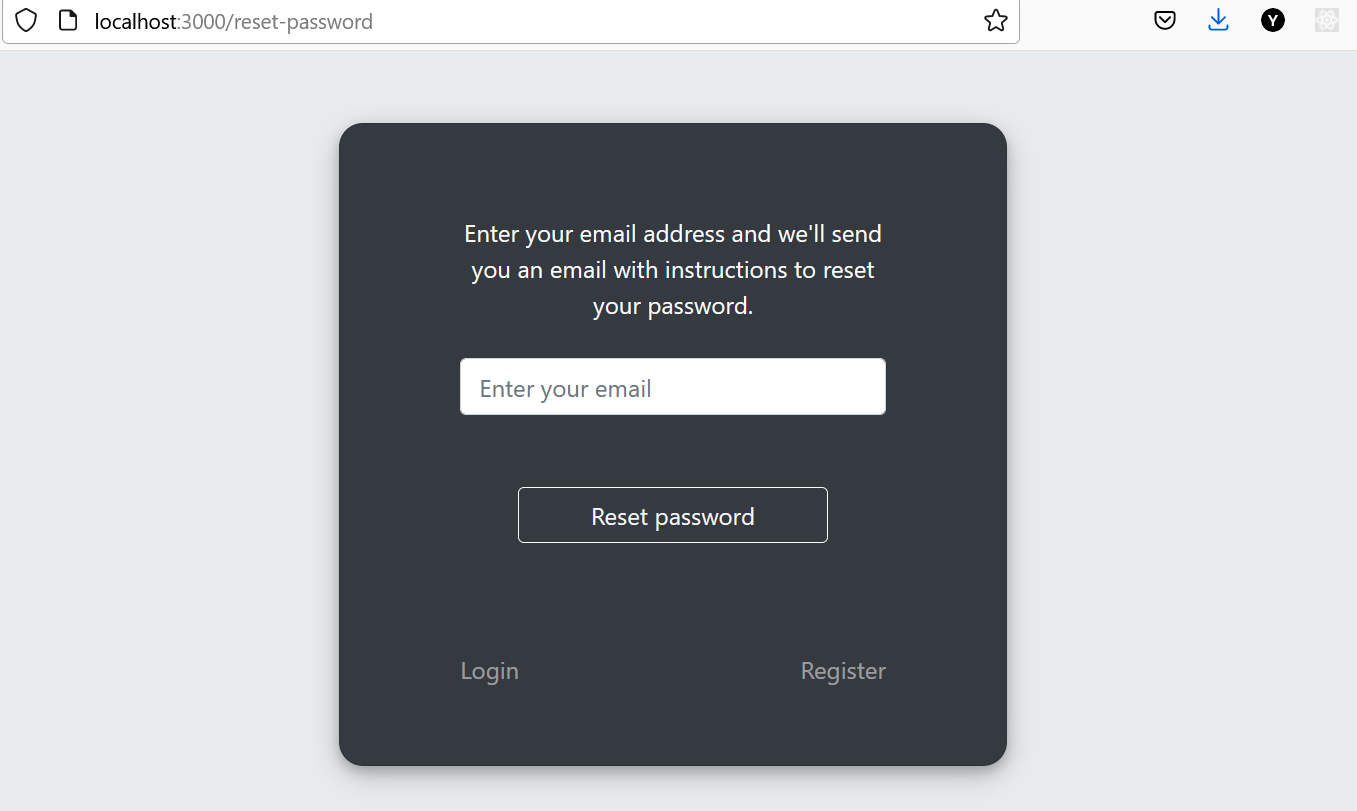 localhost:3000/reset-password
Y
Enter your email address and we'll send
you an email with instructions to reset
your password.
Enter your email
Reset password
Login Register